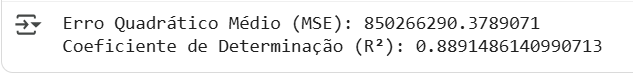 Erro Quadrático Médio (MSE): 850266290.3789071
Coeficiente de Determinação (R²): 0.8891486140990713